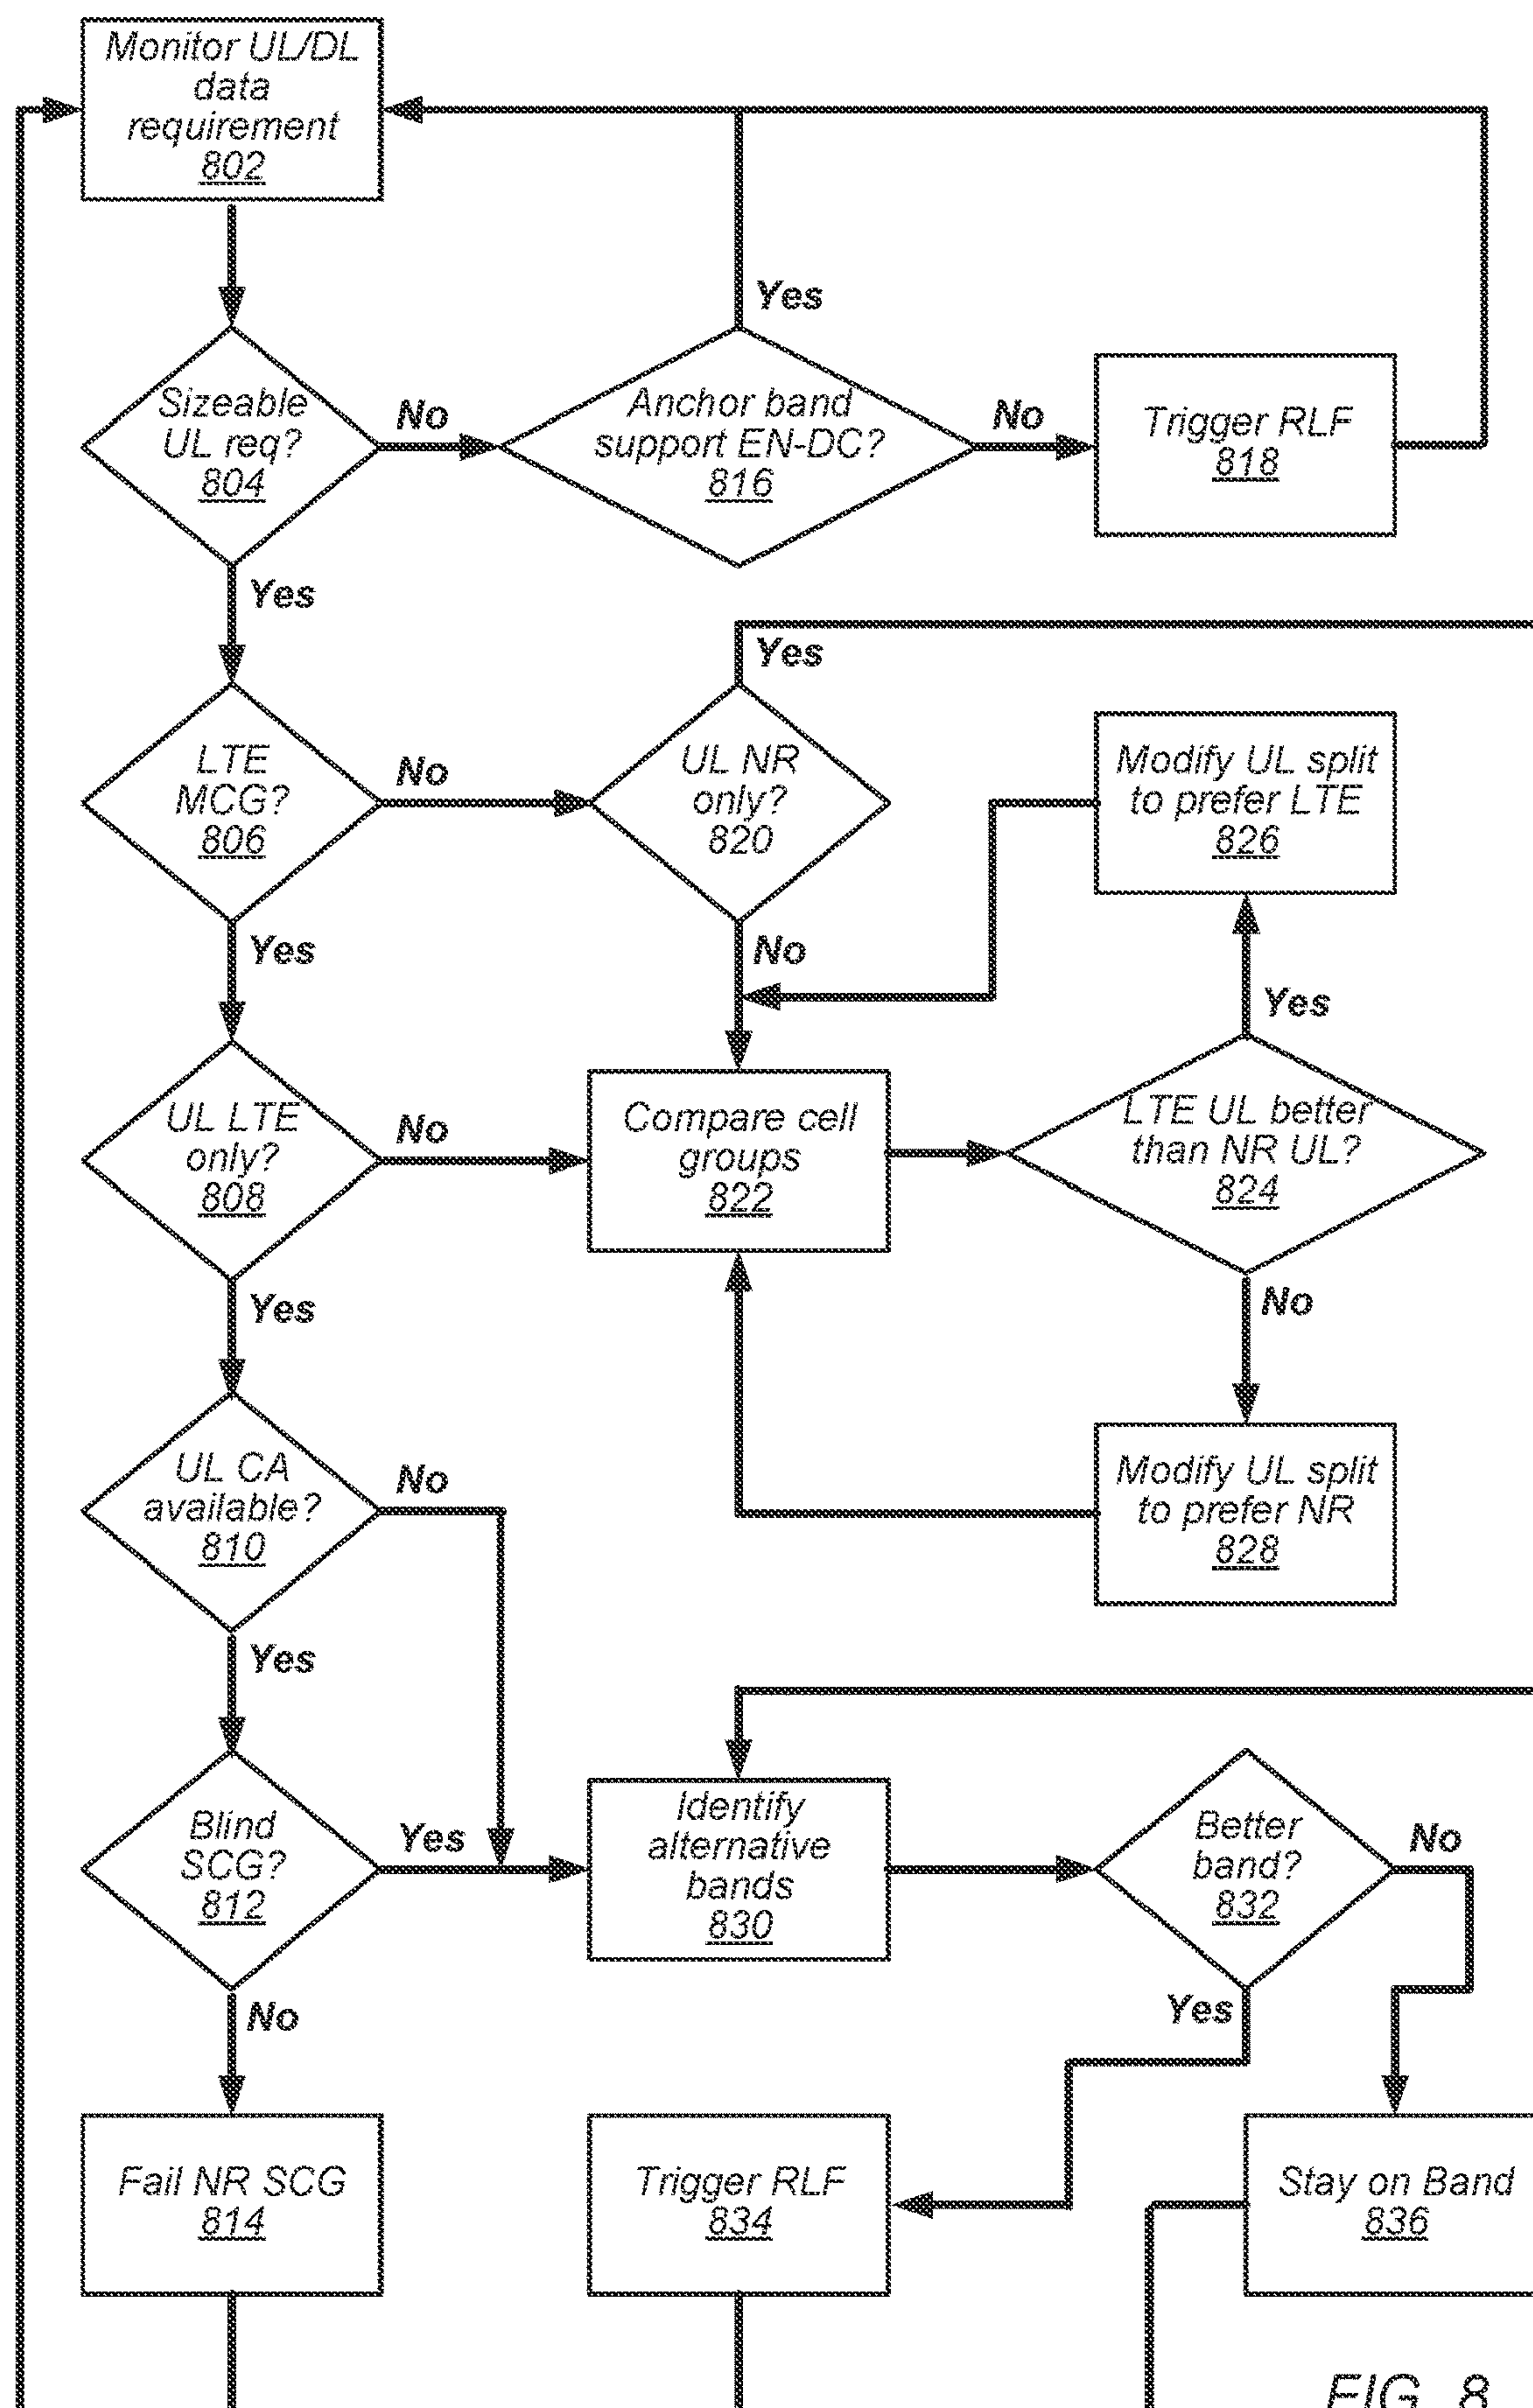 Monitor UL/DL
data
requirement
802
Yes
Sizeable
UL req?
804
No
Anchor band
support EN-DC?
816
No
Trigger RLF
818
Yes
Yes
LTE
MCG?
806
No
UL NR
only?
820
Modify UL split
to prefer LTE
826
Yes
No
Yes
UL LTE
only?
808
No
Compare cell
groups
822
LTE UL better
than NR UL?
824
Yes
No
UL CA
available?
810
No
Modify UL split
to prefer NR
828
Yes
Blind
SCG?
812
Yes
Identify
alternative
bands
830
Better
band?
832
No
No
Yes
Fail NR SCG
814
Trigger RLF
834
Stay on Band
836
FIG. 8